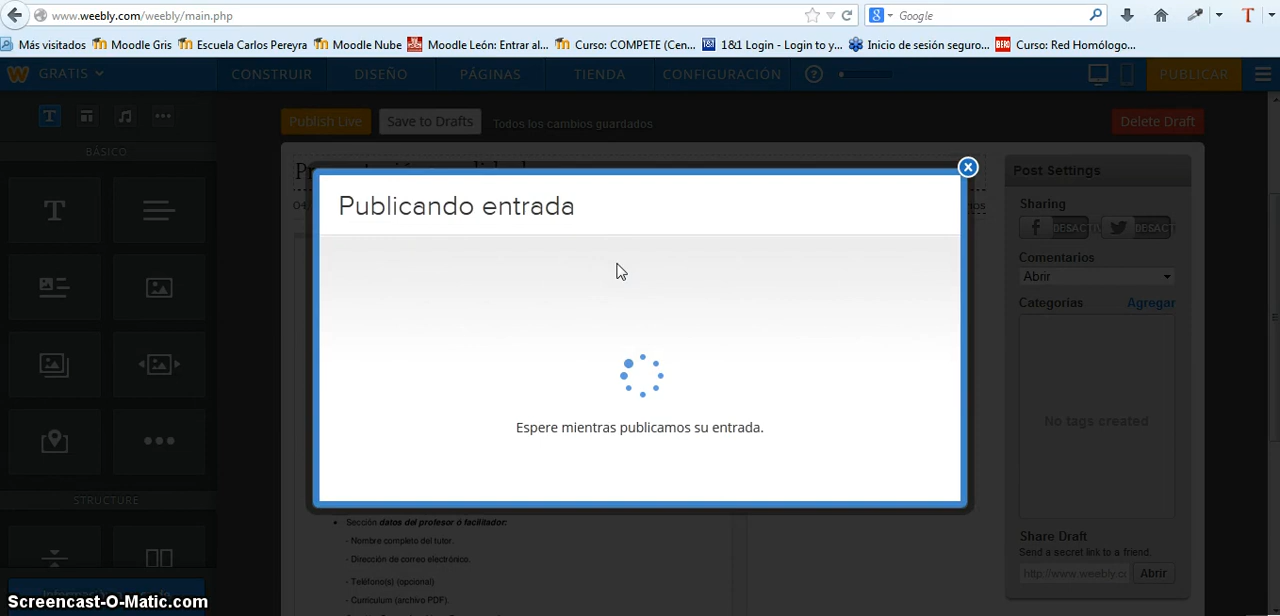 www.weebly.com/weebly/main.php
Google
Más visitados Moodle Gris Escuela Carlos Pereyra Moodle Nube Moodle León: Entrar al... Curso: COMPETE (Cen... 1&1 Login - Login to y... Inicio de sesión seguro... Curso: Red Homólogo...
GRATIS CONSTRUIR DISEÑO PÁGINAS TIENDA CONFIGURACIÓN ? PUBLICAR
Publish Live Save to Drafts Todos los cambios guardados Delete Draft
BÁSICO
Post Settings
Publicando entrada
Sharing
DESACTI DESACT
Comentarios
Abrir
Categorías Agregar
No tags created
Espere mientras publicamos su entrada.
STRUCTURE
Sección datos del profesor o facilitador:
- Nombre completo del tutor.
- Dirección de correo electrónico.
- Teléfono(s) (opcional)
- Curriculum (archivo PDF).
Share Draft
Send a secret link to a friend.
http://www.weebly.c Abrir
Screencast-O-Matic.com